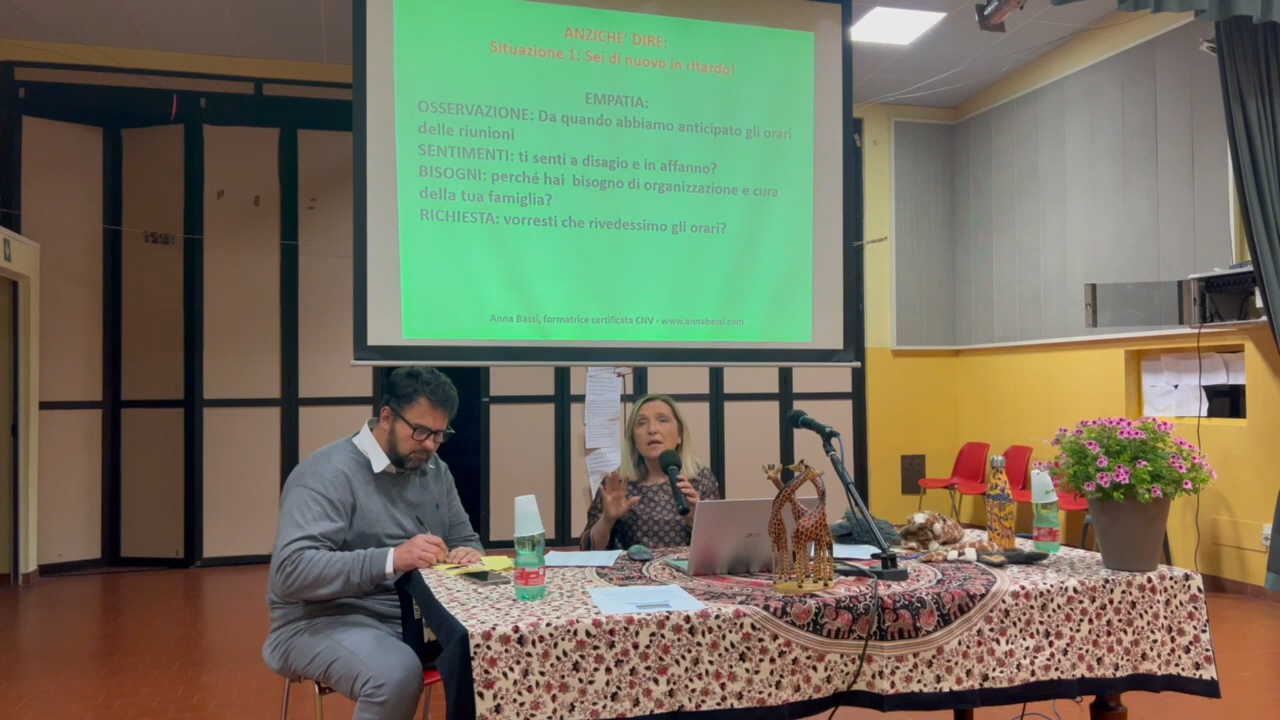 ANZICHE' DIRE:
Situazione 1: Sei di nuovo in ritardo!
EMPATIA:
OSSERVAZIONE: Da quando abbiamo anticipato gli orari
delle riunioni
SENTIMENTI: ti senti a disagio e in affanno?
BISOGNI: perché hai bisogno di organizzazione e cura
della tua famiglia?
RICHIESTA: vorresti che rivedessimo gli orari?
Anna Bassi, formatrice certificata CNV - www.annabassi.com